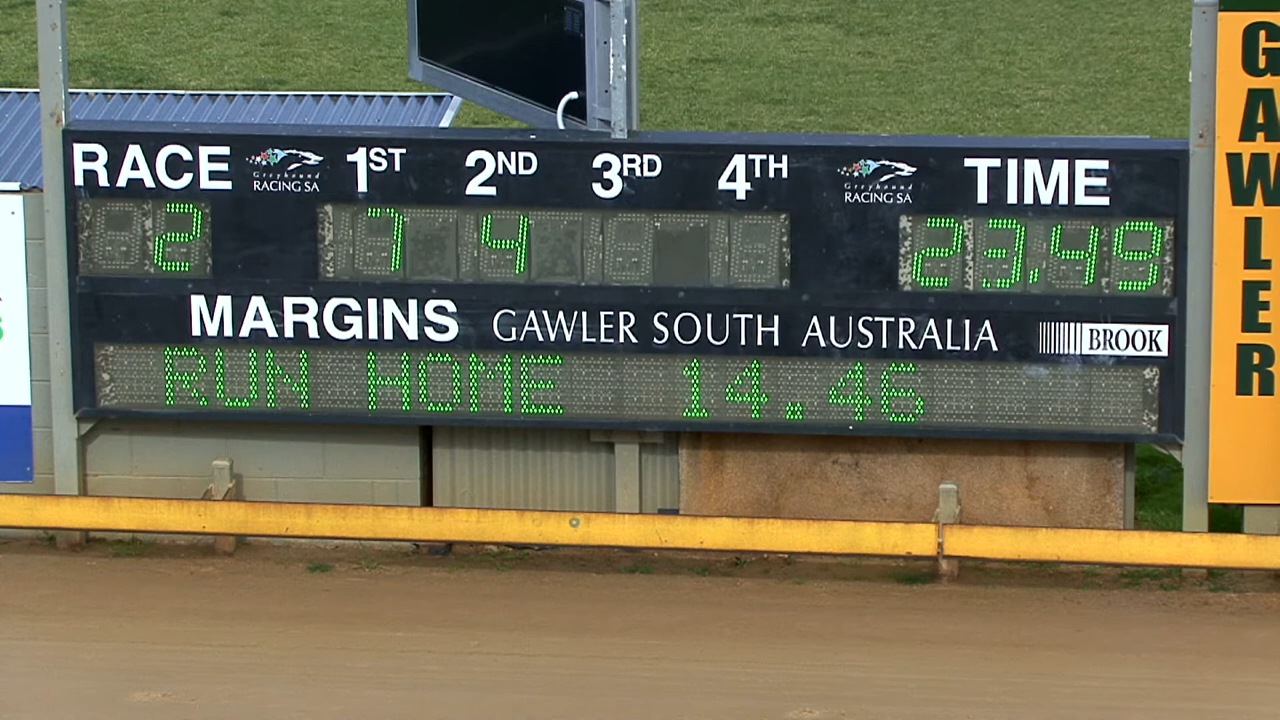 RACE Greyhound RACING SA 1ST 2ND 3RD 4TH Greyhound RACING SA TIME
2 7 4 23.49
MARGINS GAWLER SOUTH AUSTRALIA BROOK
RUN HOME 14.46
GAWLER